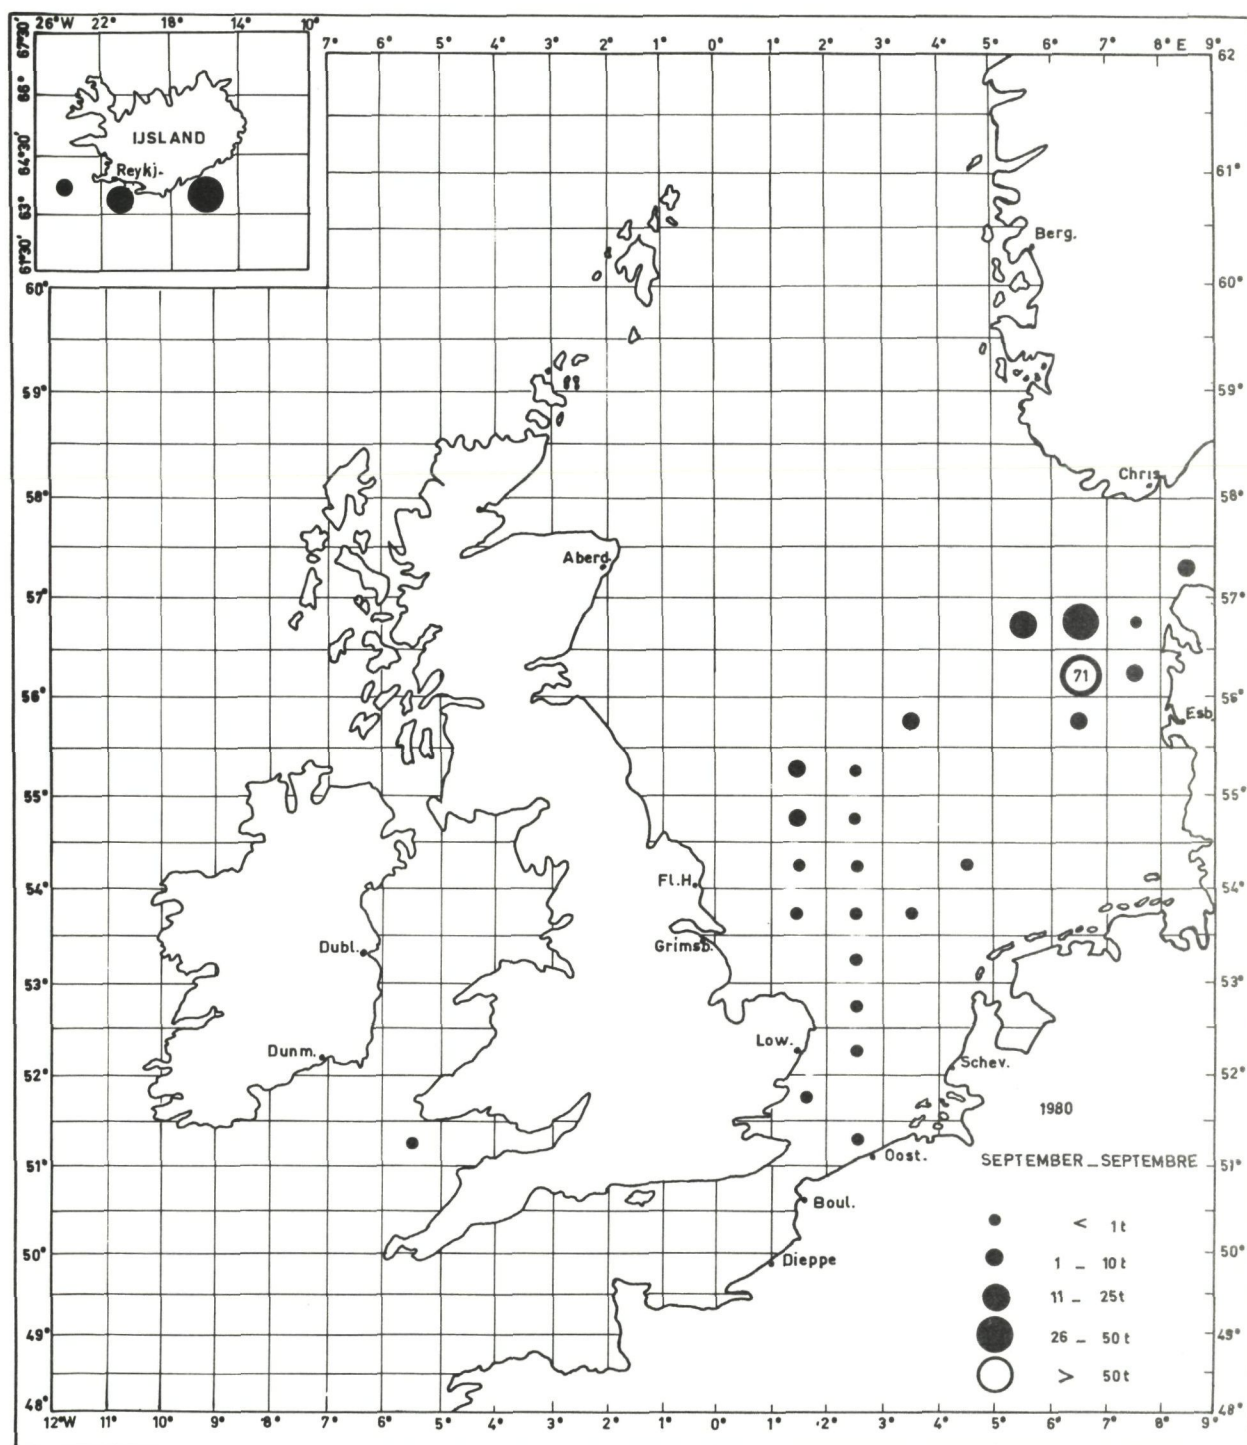 26°W 22° 18° 14° 10°
7° 6° 5° 4° 3° 2° 1° 0° 1° 2° 3° 4° 5° 6° 7° 8° E 9°
67°30'
66°
64°30'
63°
61°30'
IJSLAND
Reykj.
62
61°
60°
59°
58°
57°
56°
55°
54°
53°
52°
51°
50°
49°
48°
60°
59°
58°
57°
56°
55°
54°
53°
52°
51°
50°
49°
48°
Berg.
Chris.
Aberd.
71
Esb.
Fl.H.
Dubl.
Grimsb.
Dunm.
Low.
Schev.
Oost.
Boul.
Dieppe
1980
SEPTEMBER _ SEPTEMBRE
< 1t
1 _ 10t
11 _ 25t
26 _ 50t
> 50t
12°W 11° 10° 9° 8° 7° 6° 5° 4° 3° 2° 1° 0° 1° 2° 3° 4° 5° 6° 7° 8° 9°